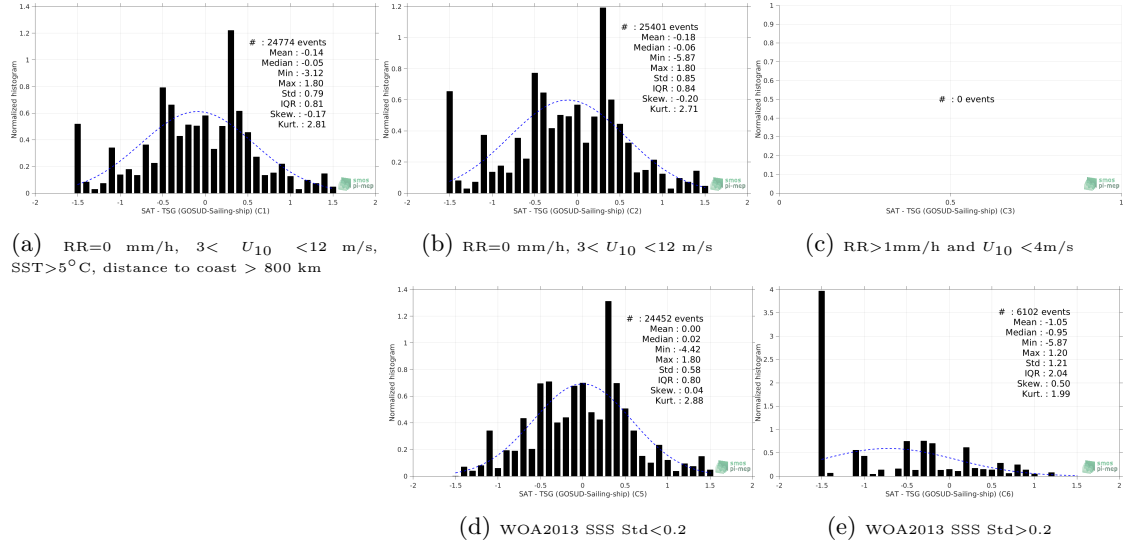 # : 24774 events
Mean : -0.14
Median : -0.05
Min : -3.12
Max : 1.80
Std : 0.79
IQR : 0.81
Skew. : -0.17
Kurt. : 2.81
Normalized histogram
1.4
1.2
1
0.8
0.6
0.4
0.2
0
-2 -1.5 -1 -0.5 0 0.5 1 1.5 2
SAT - TSG (GOSUD-Sailing-ship) (C1)
smos
pi-mep
(a) RR=0 mm/h, 3< U10 <12 m/s,
SST>5°C, distance to coast > 800 km
# : 25401 events
Mean : -0.18
Median : -0.06
Min : -5.87
Max : 1.80
Std : 0.85
IQR : 0.84
Skew. : -0.20
Kurt. : 2.71
Normalized histogram
1.2
1
0.8
0.6
0.4
0.2
0
-2 -1.5 -1 -0.5 0 0.5 1 1.5 2
SAT - TSG (GOSUD-Sailing-ship) (C2)
smos
pi-mep
(b) RR=0 mm/h, 3< U10 <12 m/s
# : 0 events
Normalized histogram
1
0.9
0.8
0.7
0.6
0.5
0.4
0.3
0.2
0.1
0
0 0.5 1
SAT - TSG (GOSUD-Sailing-ship) (C3)
smos
pi-mep
(c) RR>1mm/h and U10 <4m/s
# : 24452 events
Mean : 0.00
Median : 0.02
Min : -4.42
Max : 1.80
Std : 0.58
IQR : 0.80
Skew. : 0.04
Kurt. : 2.88
Normalized histogram
1.4
1.2
1
0.8
0.6
0.4
0.2
0
-2 -1.5 -1 -0.5 0 0.5 1 1.5 2
SAT - TSG (GOSUD-Sailing-ship) (C5)
smos
pi-mep
(d) WOA2013 SSS Std<0.2
# : 6102 events
Mean : -1.05
Median : -0.95
Min : -5.87
Max : 1.20
Std : 1.21
IQR : 2.04
Skew. : 0.50
Kurt. : 1.99
Normalized histogram
4
3.5
3
2.5
2
1.5
1
0.5
0
-2 -1.5 -1 -0.5 0 0.5 1 1.5 2
SAT - TSG (GOSUD-Sailing-ship) (C6)
smos
pi-mep
(e) WOA2013 SSS Std>0.2